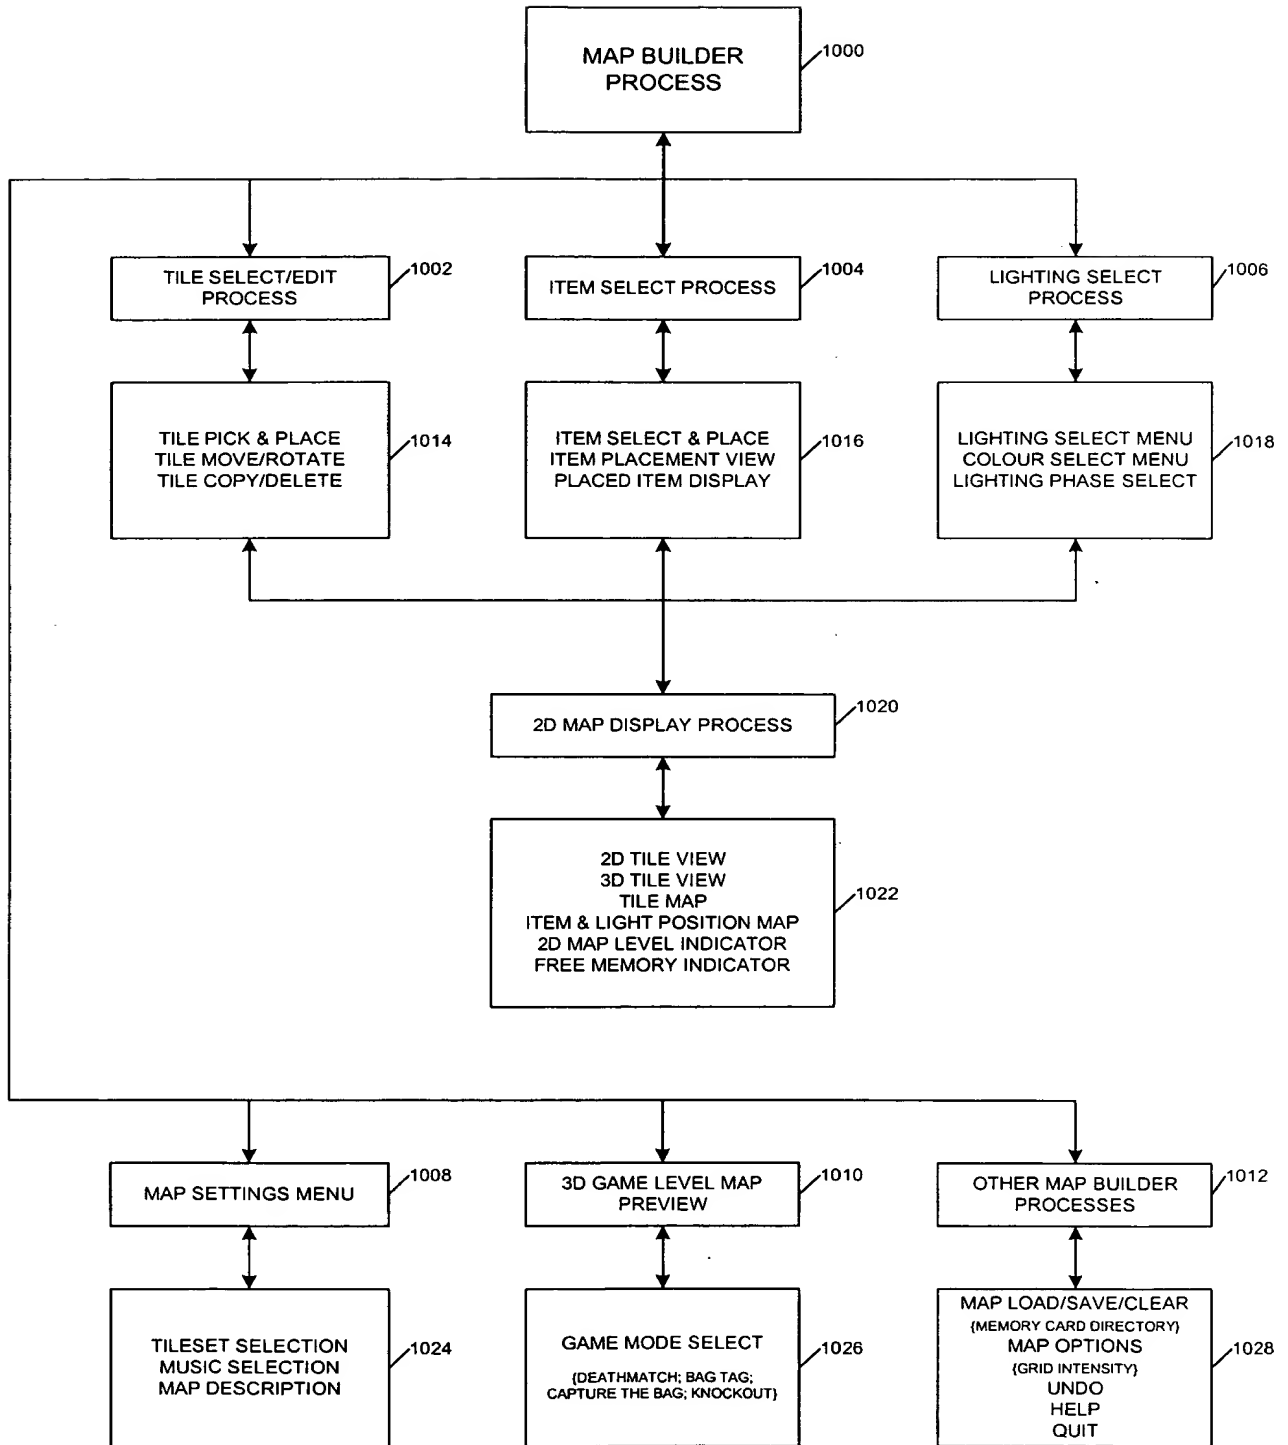 MAP BUILDER
PROCESS
1000
TILE SELECT/EDIT
PROCESS
1002
ITEM SELECT PROCESS
1004
LIGHTING SELECT
PROCESS
1006
TILE PICK & PLACE
TILE MOVE/ROTATE
TILE COPY/DELETE
1014
ITEM SELECT & PLACE
ITEM PLACEMENT VIEW
PLACED ITEM DISPLAY
1016
LIGHTING SELECT MENU
COLOUR SELECT MENU
LIGHTING PHASE SELECT
1018
2D MAP DISPLAY PROCESS
1020
2D TILE VIEW
3D TILE VIEW
TILE MAP
ITEM & LIGHT POSITION MAP
2D MAP LEVEL INDICATOR
FREE MEMORY INDICATOR
1022
MAP SETTINGS MENU
1008
3D GAME LEVEL MAP
PREVIEW
1010
OTHER MAP BUILDER
PROCESSES
1012
TILESET SELECTION
MUSIC SELECTION
MAP DESCRIPTION
1024
GAME MODE SELECT
{DEATHMATCH; BAG TAG;
CAPTURE THE BAG; KNOCKOUT}
1026
MAP LOAD/SAVE/CLEAR
{MEMORY CARD DIRECTORY}
MAP OPTIONS
{GRID INTENSITY}
UNDO
HELP
QUIT
1028